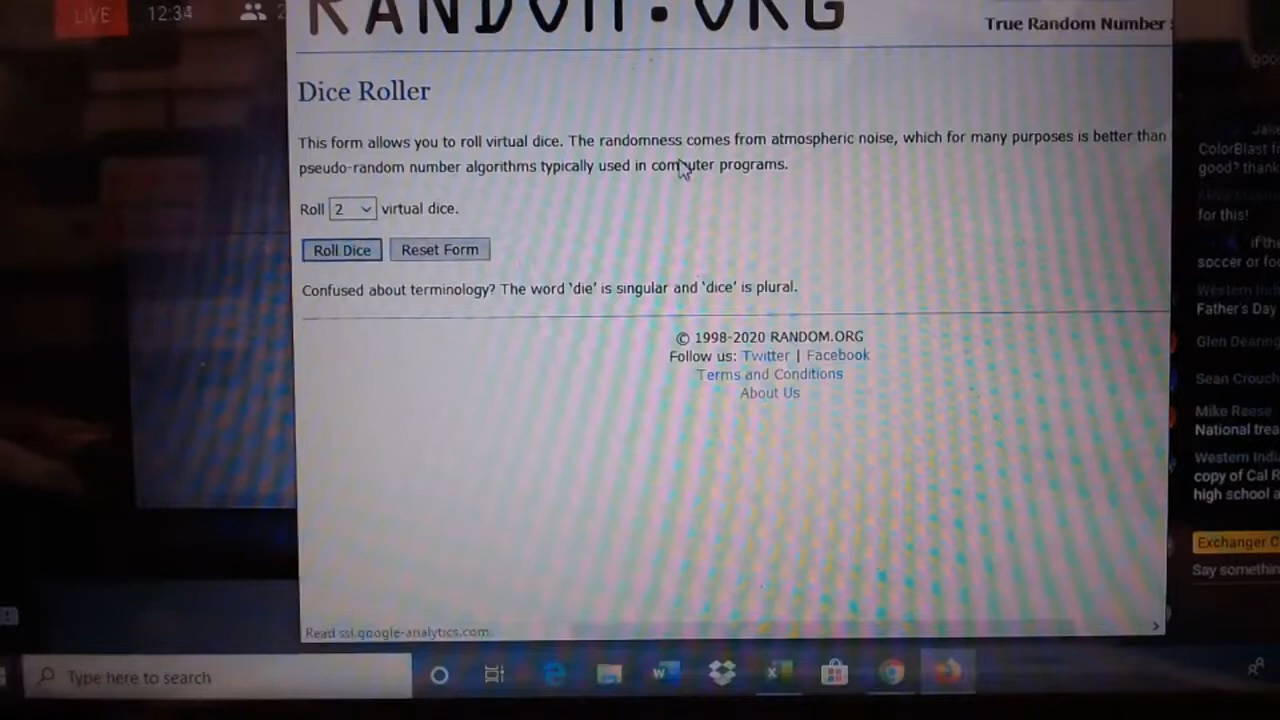 LIVE 12:34 2
RANDOM.ORG
True Random Number
Dice Roller
This form allows you to roll virtual dice. The randomness comes from atmospheric noise, which for many purposes is better than
pseudo-random number algorithms typically used in computer programs.
Roll 2 virtual dice.
Roll Dice Reset Form
Confused about terminology? The word 'die' is singular and 'dice' is plural.
© 1998-2020 RANDOM.ORG
Follow us: Twitter | Facebook
Terms and Conditions
About Us
Read ssl.google-analytics.com
ColorBlast
good? thank
for this!
if the
soccer or
Western
Father's Day
Glen
Sean Crouch
Mike Reese
National
Western
copy of Cal
high school
Exchanger
Say
Type here to search